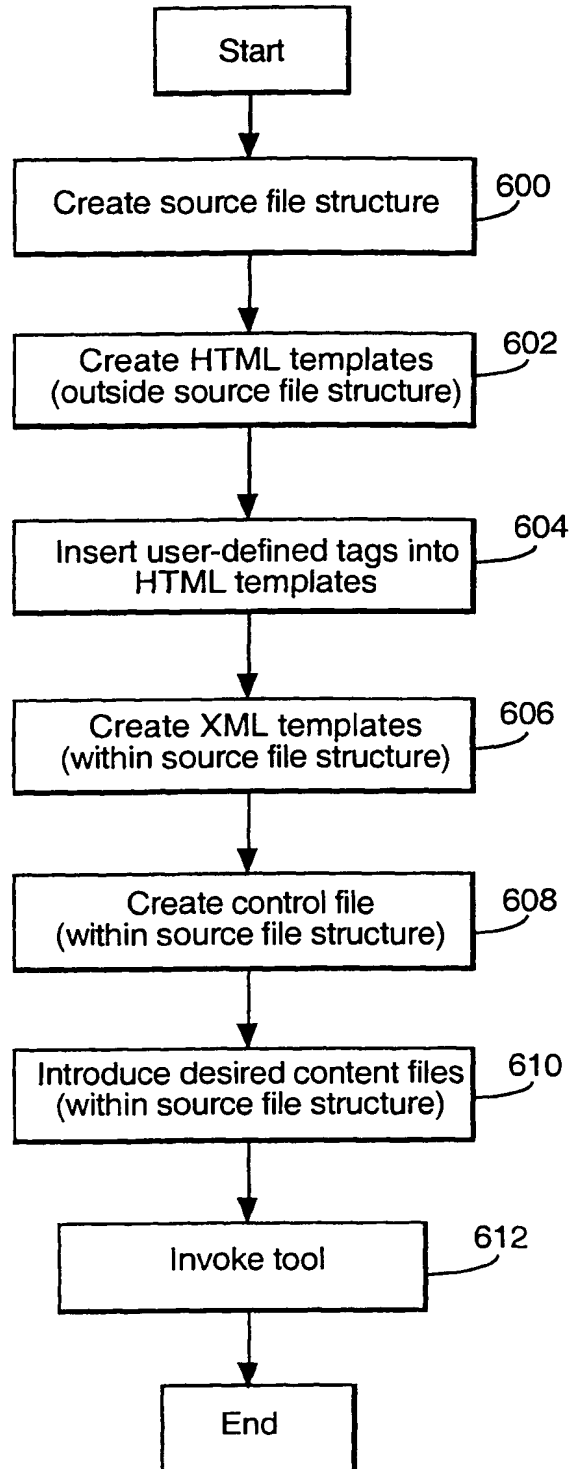 Start
Create source file structure
600
Create HTML templates
(outside source file structure)
602
Insert user-defined tags into
HTML templates
604
Create XML templates
(within source file structure)
606
Create control file
(within source file structure)
608
Introduce desired content files
(within source file structure)
610
Invoke tool
612
End